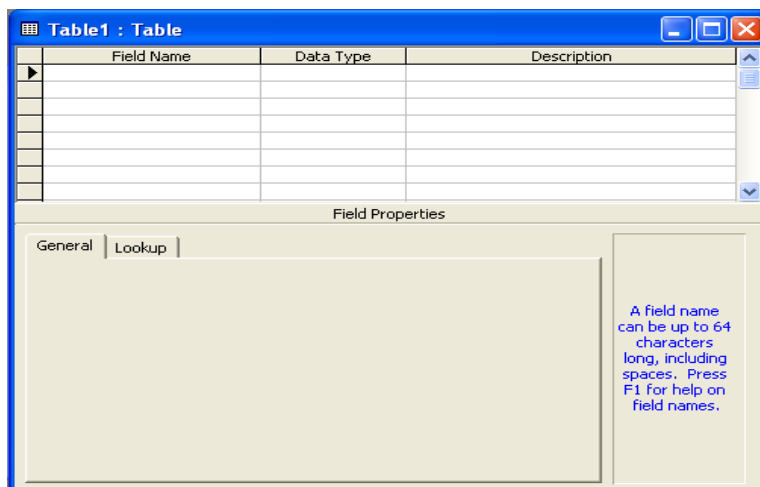 Table1 : Table
Field Name Data Type Description
Field Properties
General Lookup
A field name
can be up to 64
characters
long, including
spaces. Press
F1 for help on
field names.